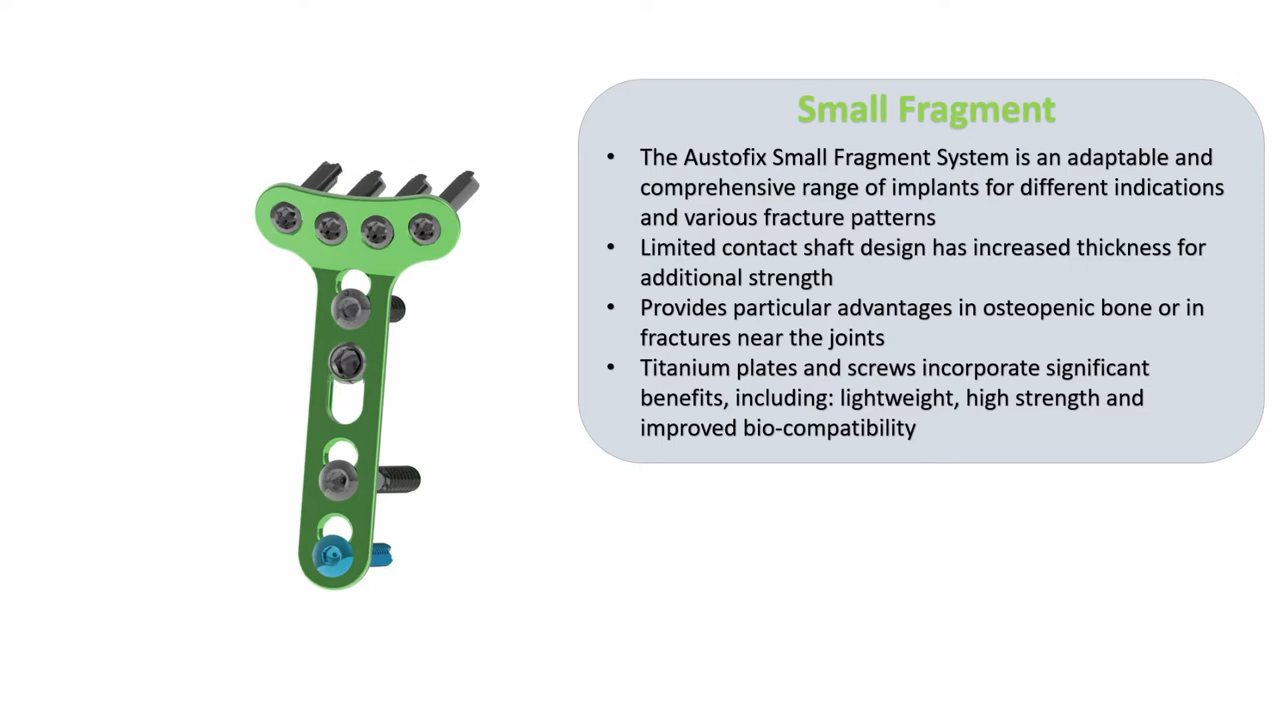 Small Fragment
• The Austofix Small Fragment System is an adaptable and
comprehensive range of implants for different indications
and various fracture patterns
• Limited contact shaft design has increased thickness for
additional strength
• Provides particular advantages in osteopenic bone or in
fractures near the joints
• Titanium plates and screws incorporate significant
benefits, including: lightweight, high strength and
improved bio-compatibility